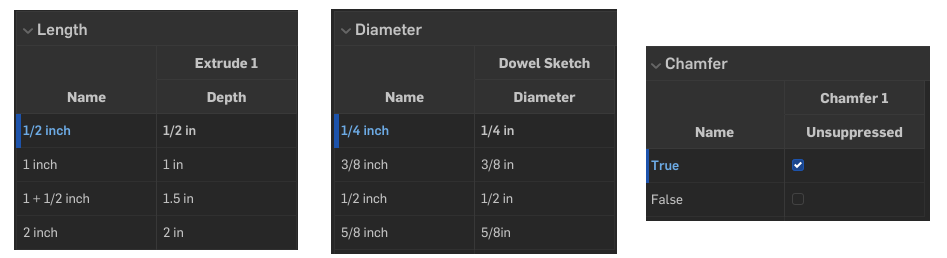 Length
Extrude 1
Name Depth
1/2 inch 1/2 in
1 inch 1 in
1 + 1/2 inch 1.5 in
2 inch 2 in
Diameter
Dowel Sketch
Name Diameter
1/4 inch 1/4 in
3/8 inch 3/8 in
1/2 inch 1/2 in
5/8 inch 5/8in
Chamfer
Chamfer 1
Name Unsuppressed
True
False